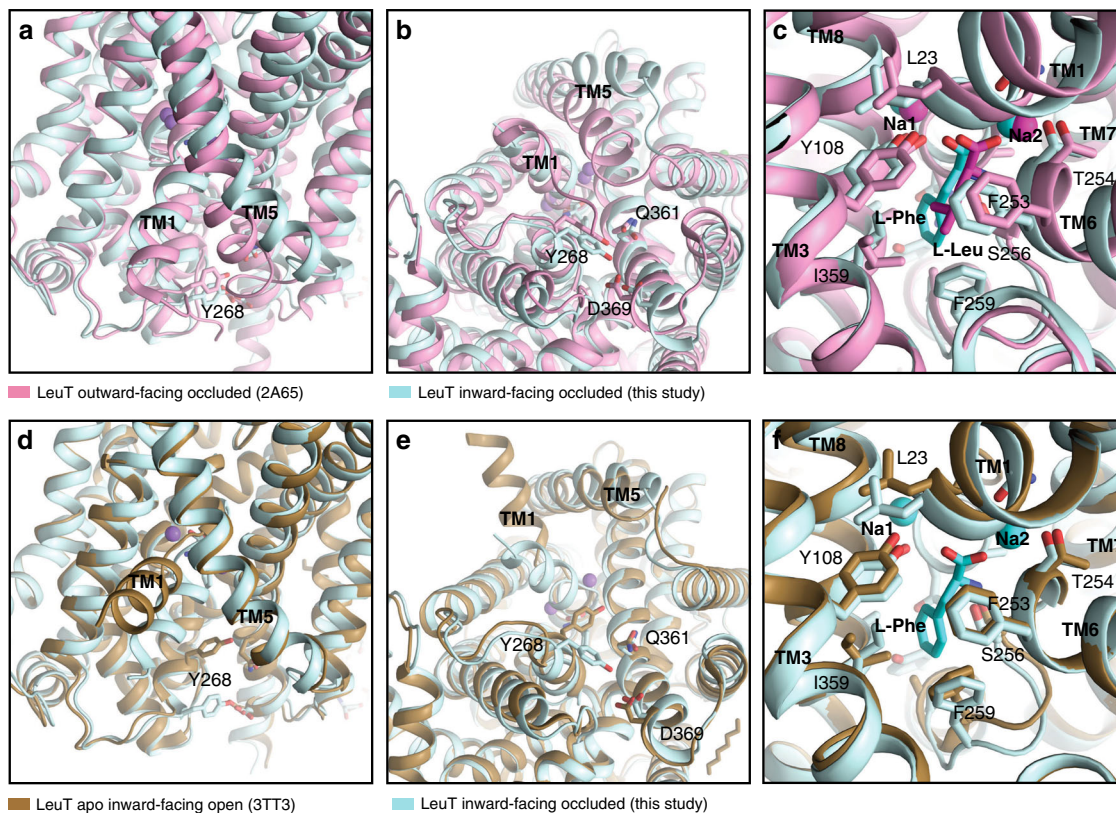 a
TM1
TM5
Y268
b
TM5
TM1
Q361
Y268
D369
c
TM8
L23
TM1
Na1
Na2
TM7
Y108
T254
F253
L-Phe
TM6
L-Leu
S256
TM3
I359
F259
LeuT outward-facing occluded (2A65)
LeuT inward-facing occluded (this study)
d
TM1
TM5
Y268
e
TM5
TM1
Q361
Y268
D369
f
TM8
L23
TM1
Na1
Na2
TM7
Y108
T254
F253
L-Phe
TM6
S256
TM3
I359
F259
LeuT apo inward-facing open (3TT3)
LeuT inward-facing occluded (this study)